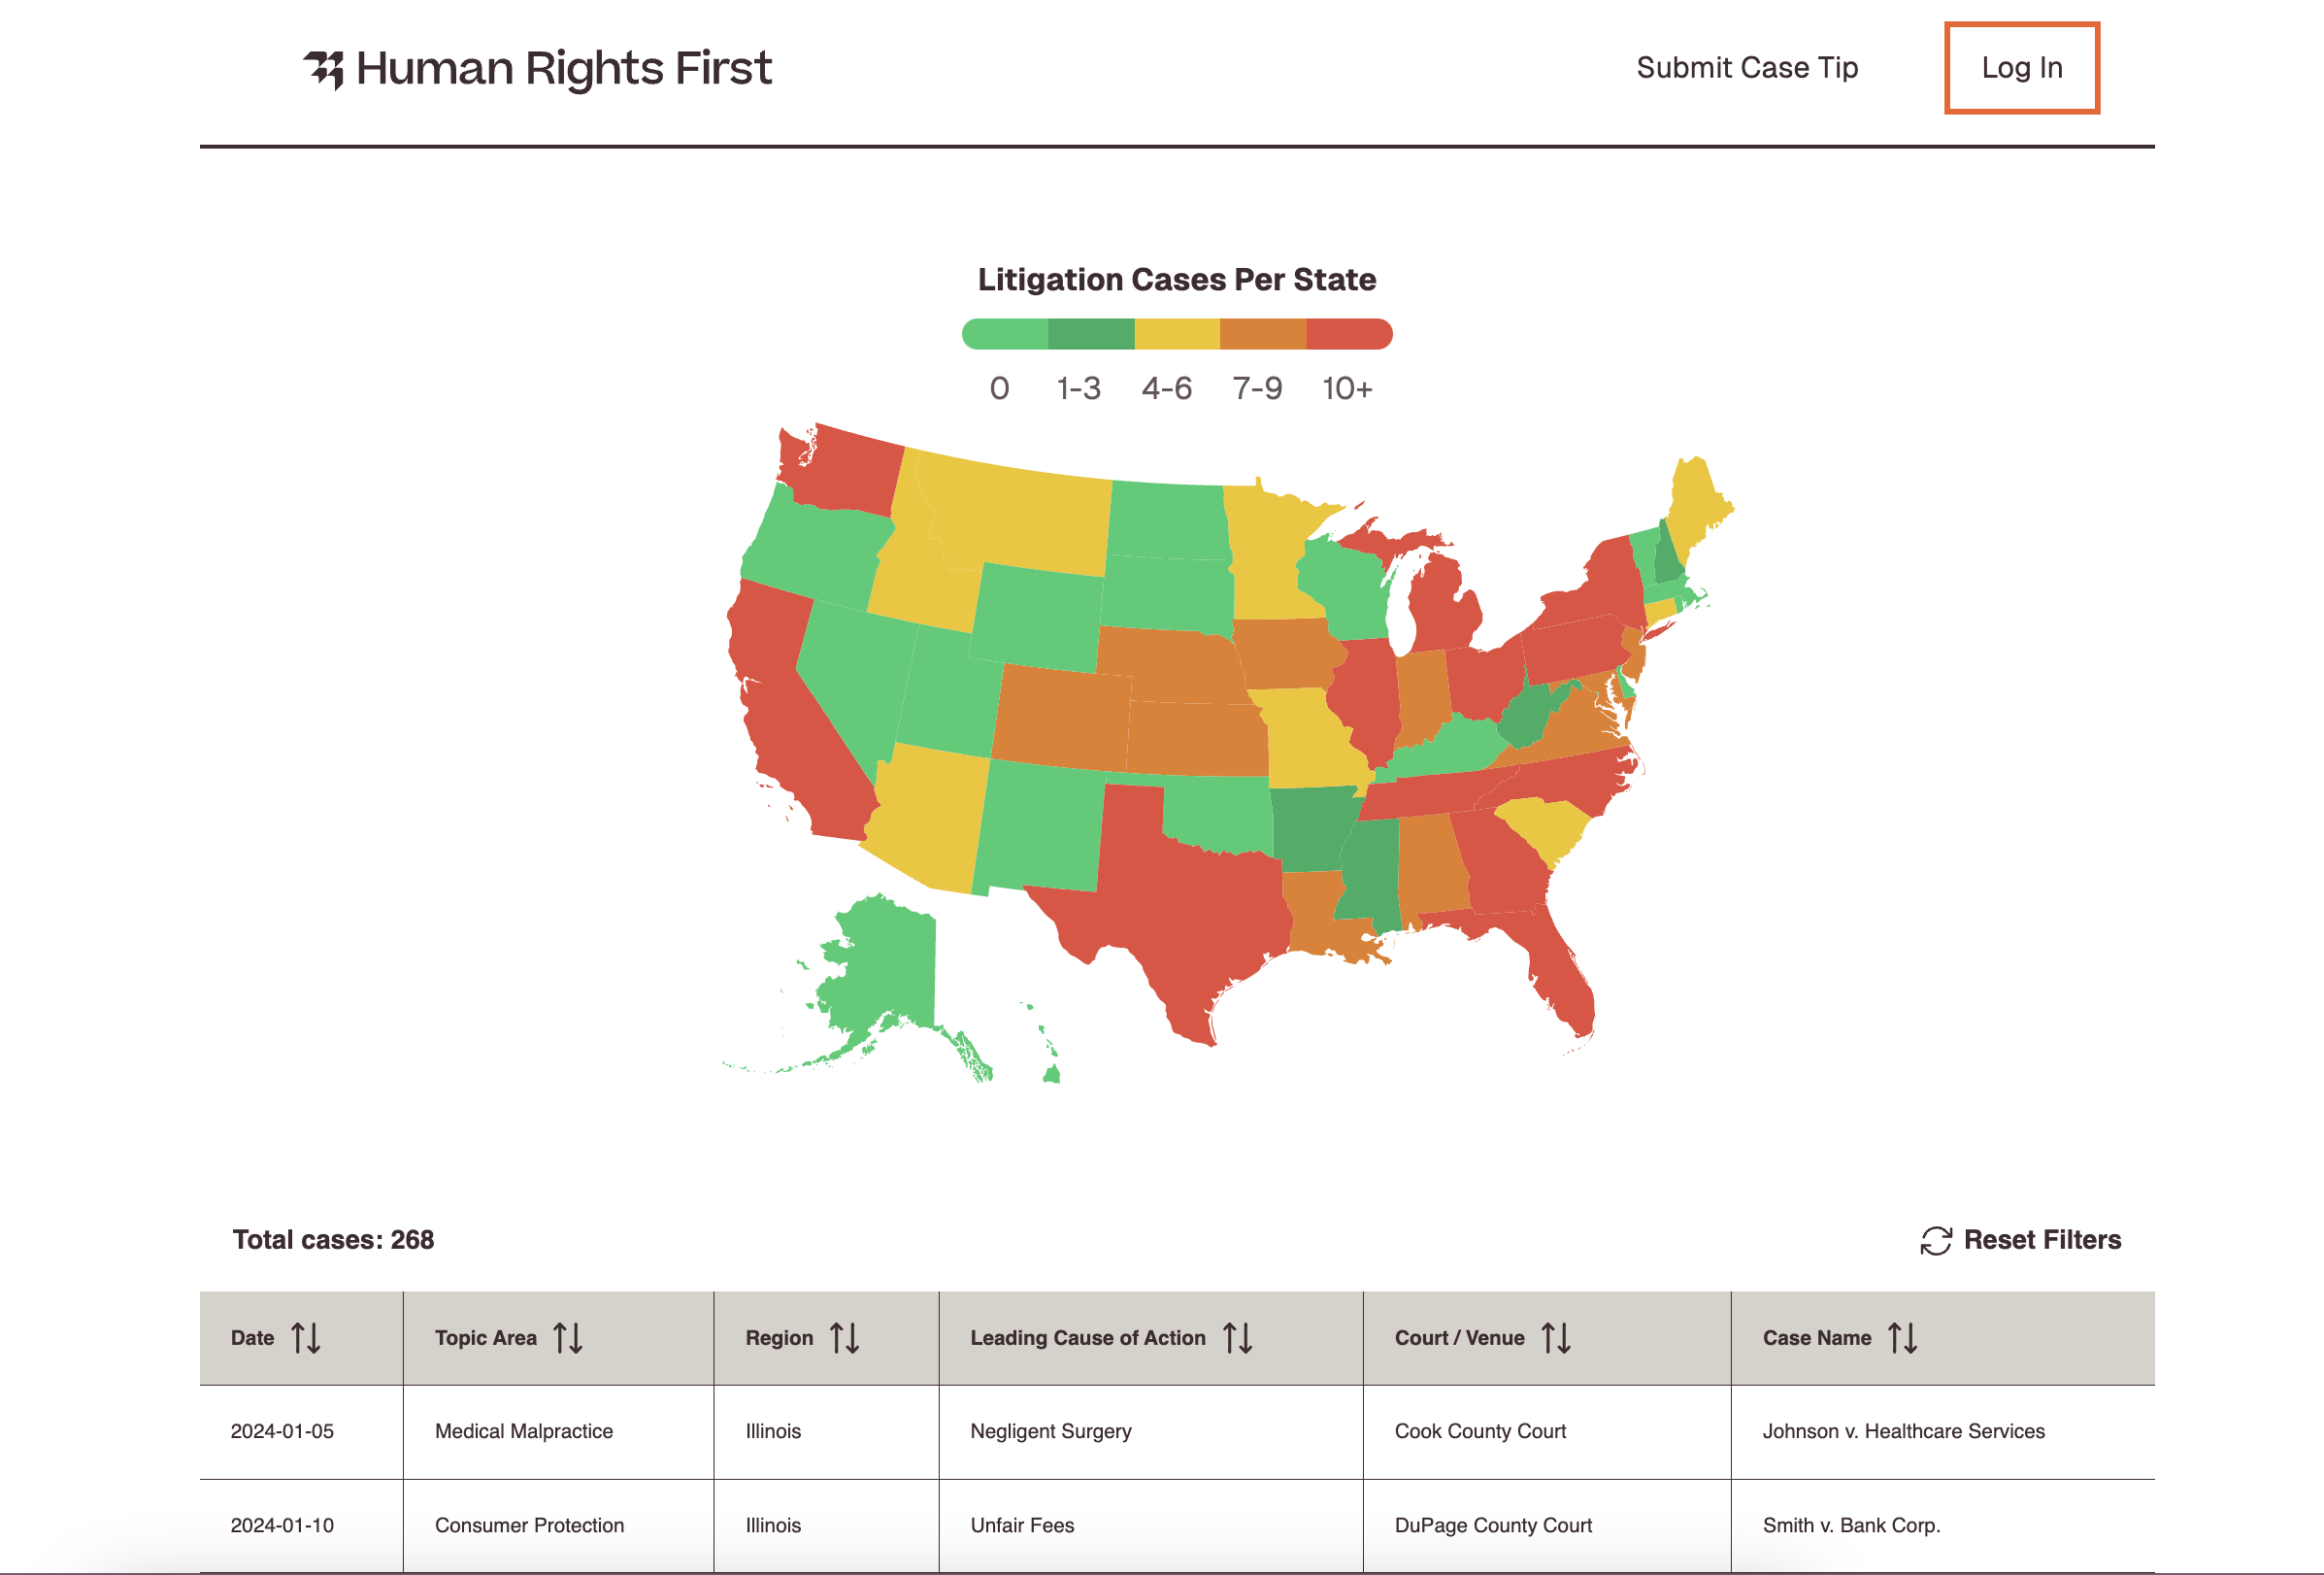 Human Rights First
Submit Case Tip
Log In
Litigation Cases Per State
0 1-3 4-6 7-9 10+
Total cases: 268
Reset Filters
Date Topic Area Region Leading Cause of Action Court / Venue Case Name
2024-01-05 Medical Malpractice Illinois Negligent Surgery Cook County Court Johnson v. Healthcare Services
2024-01-10 Consumer Protection Illinois Unfair Fees DuPage County Court Smith v. Bank Corp.